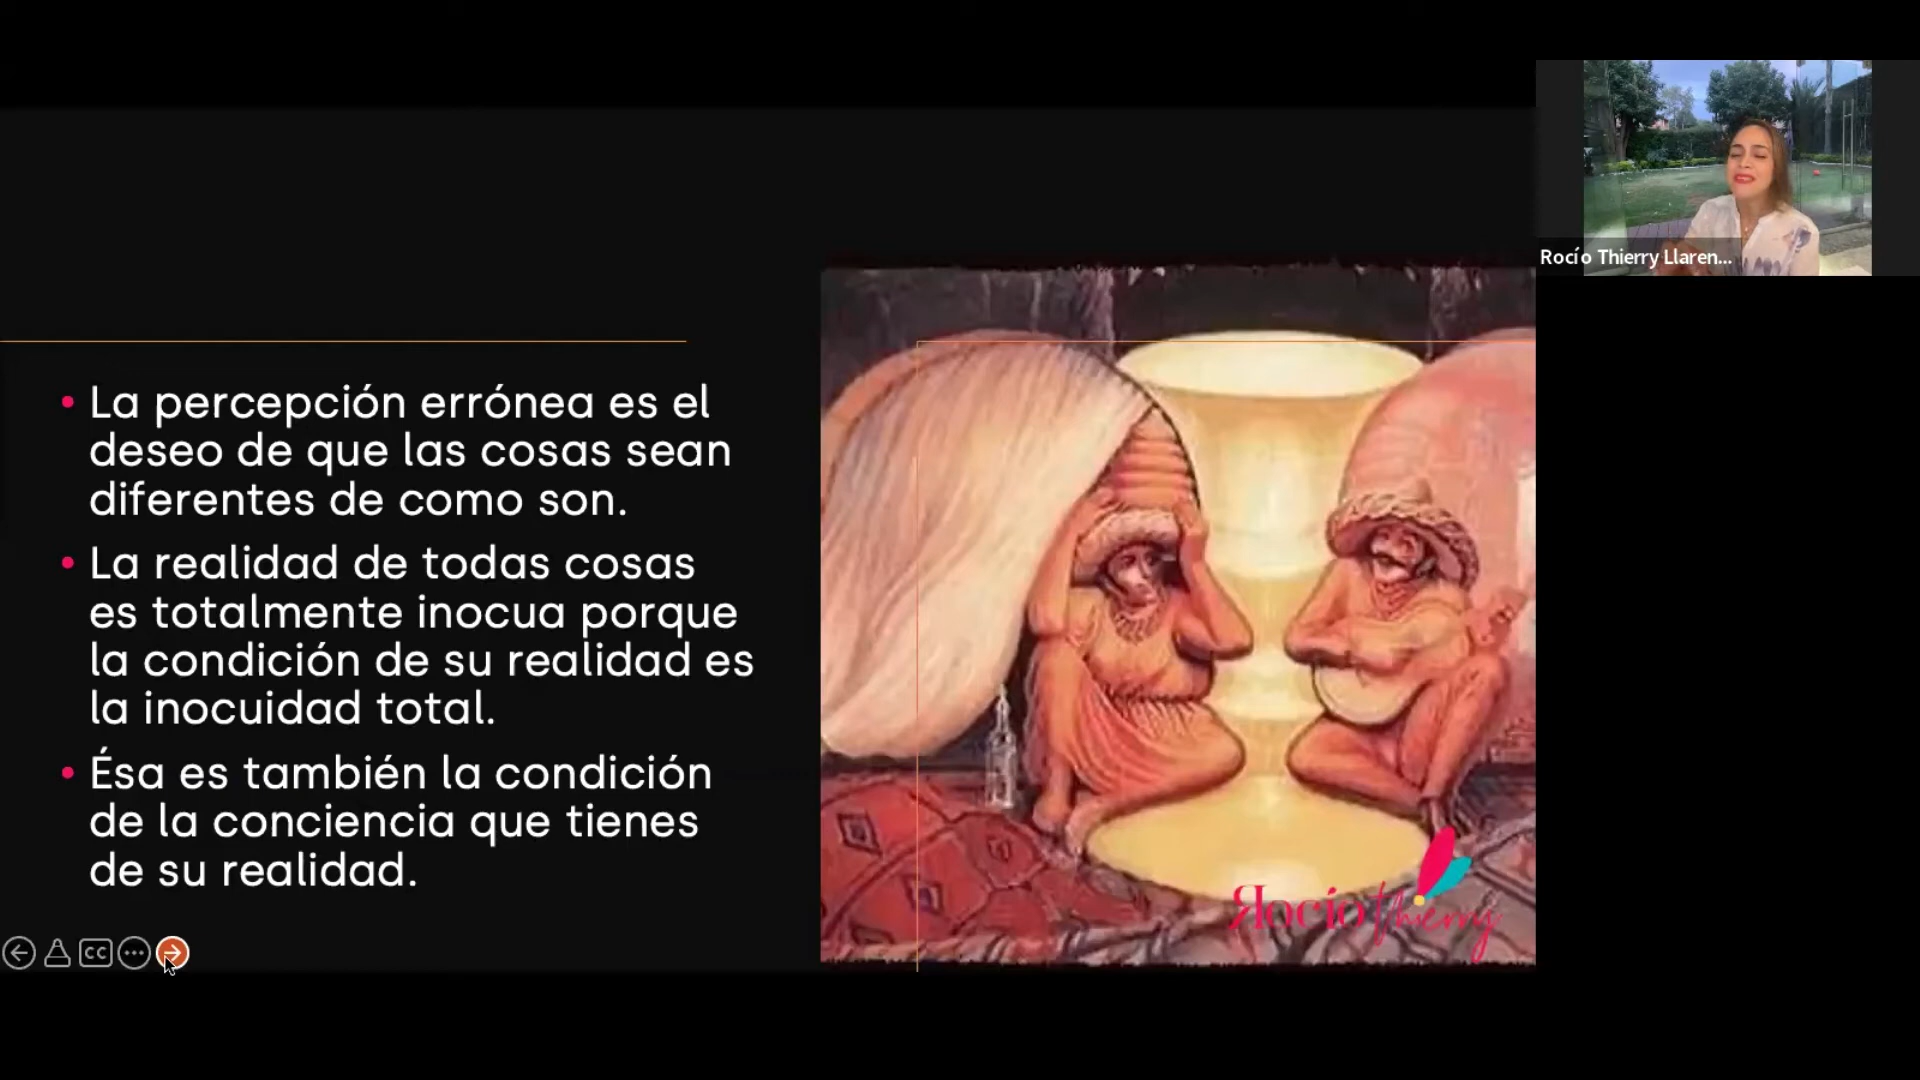 Rocío Thierry Llaren...
• La percepción errónea es el
deseo de que las cosas sean
diferentes de como son.
• La realidad de todas cosas
es totalmente inocua porque
la condición de su realidad es
la inocuidad total.
• Ésa es también la condición
de la conciencia que tienes
de su realidad.
Rocío Thierry
CC